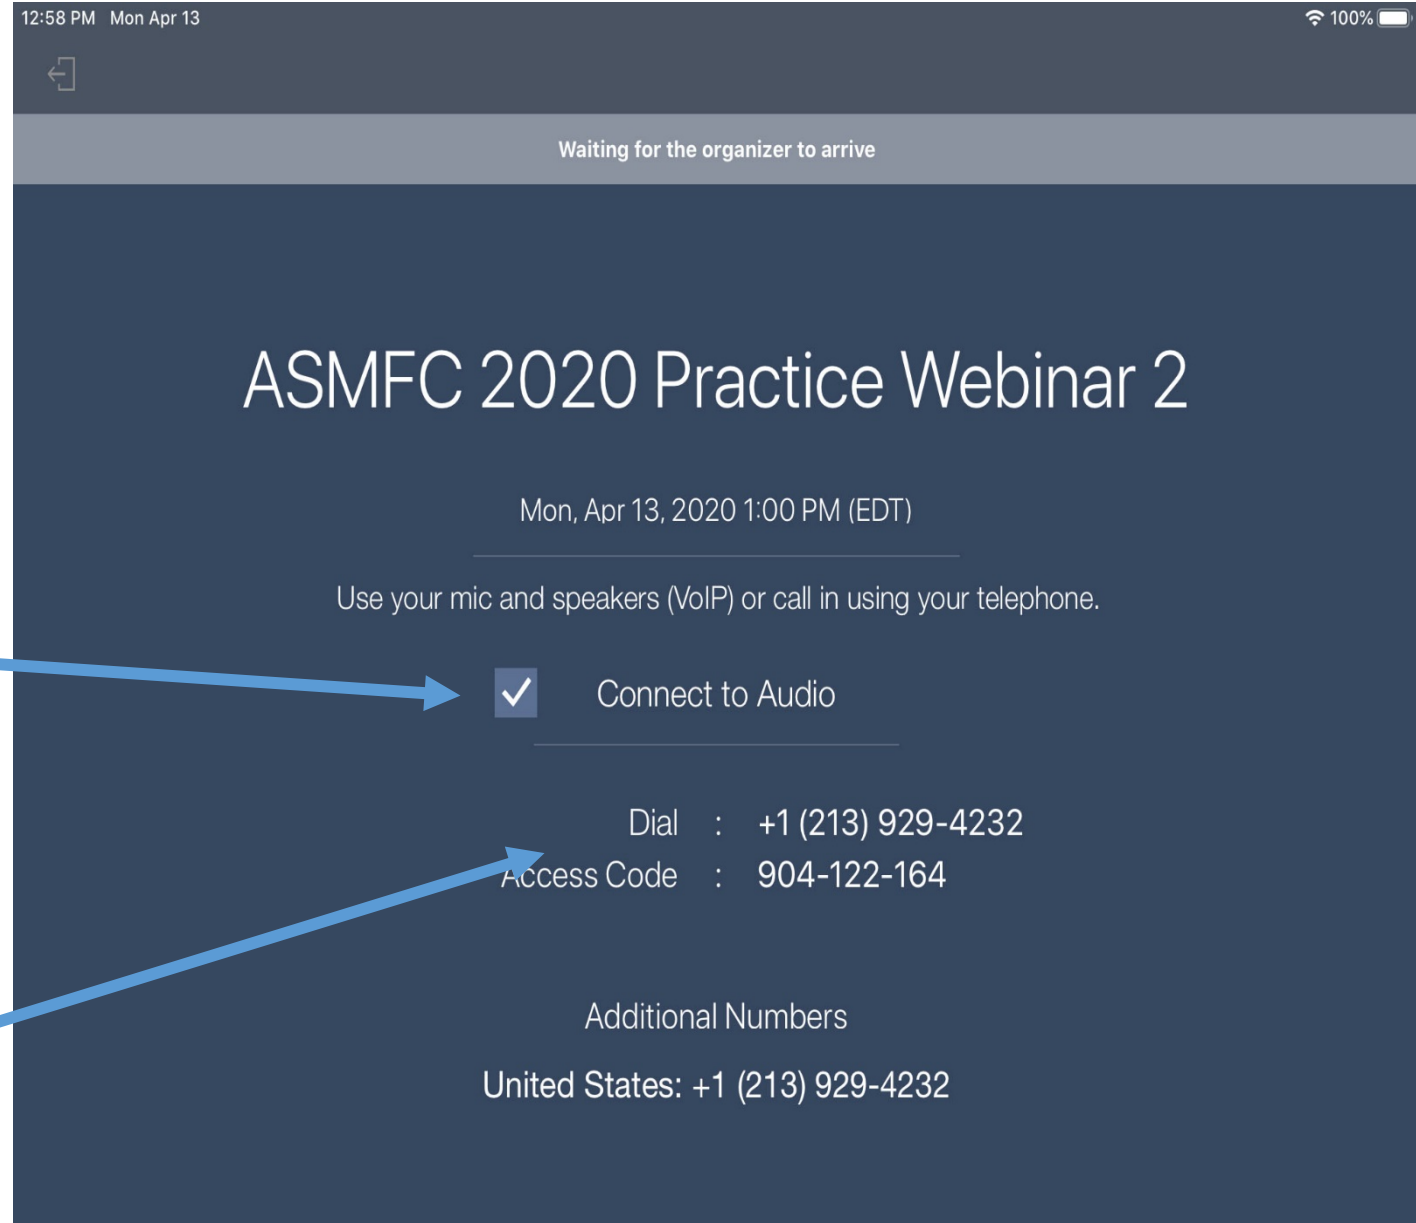 12:58 PM Mon Apr 13 100%
Waiting for the organizer to arrive
ASMFC 2020 Practice Webinar 2
Mon, Apr 13, 2020 1:00 PM (EDT)
Use your mic and speakers (VoIP) or call in using your telephone.
Connect to Audio
Dial : +1 (213) 929-4232
Access Code : 904-122-164
Additional Numbers
United States: +1 (213) 929-4232